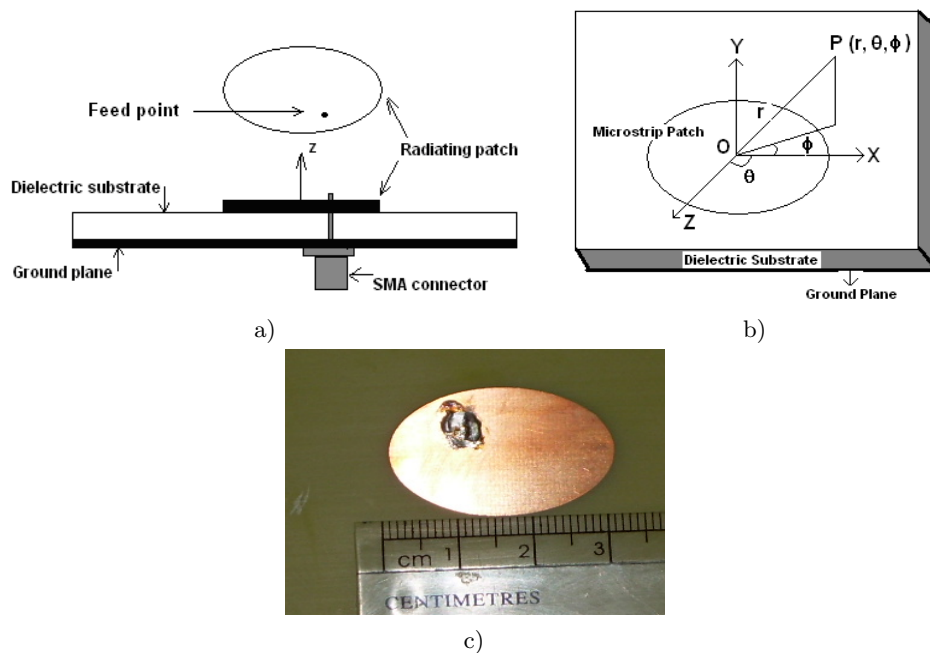 Feed point
Radiating patch
z
Dielectric substrate
Ground plane
SMA connector
a)
Y
P (r, θ,ϕ)
r
Microstrip Patch
O
ϕ
X
θ
Z
Dielectric Substrate
Ground Plane
b)
cm 1 2 3
CENTIMETRES
c)